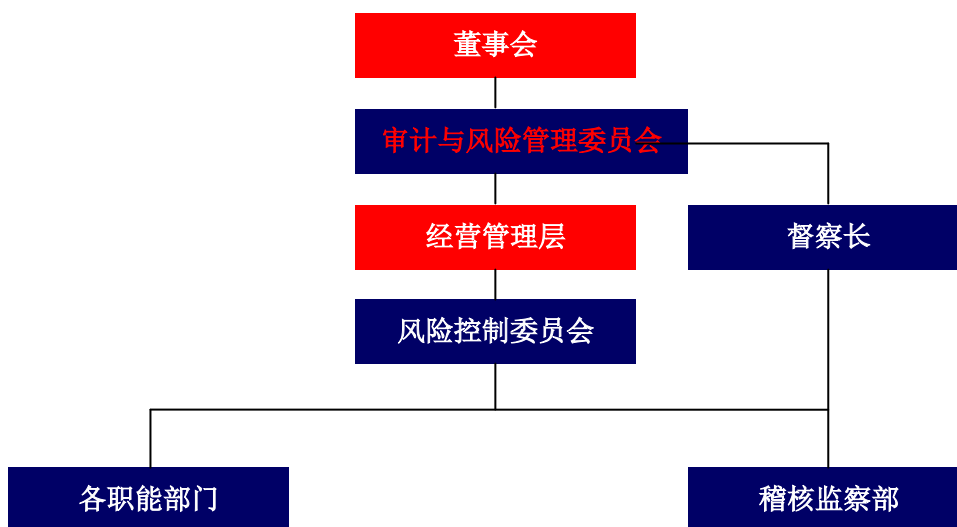 董事会
审计与风险管理委员会
经营管理层
督察长
风险控制委员会
各职能部门
稽核监察部